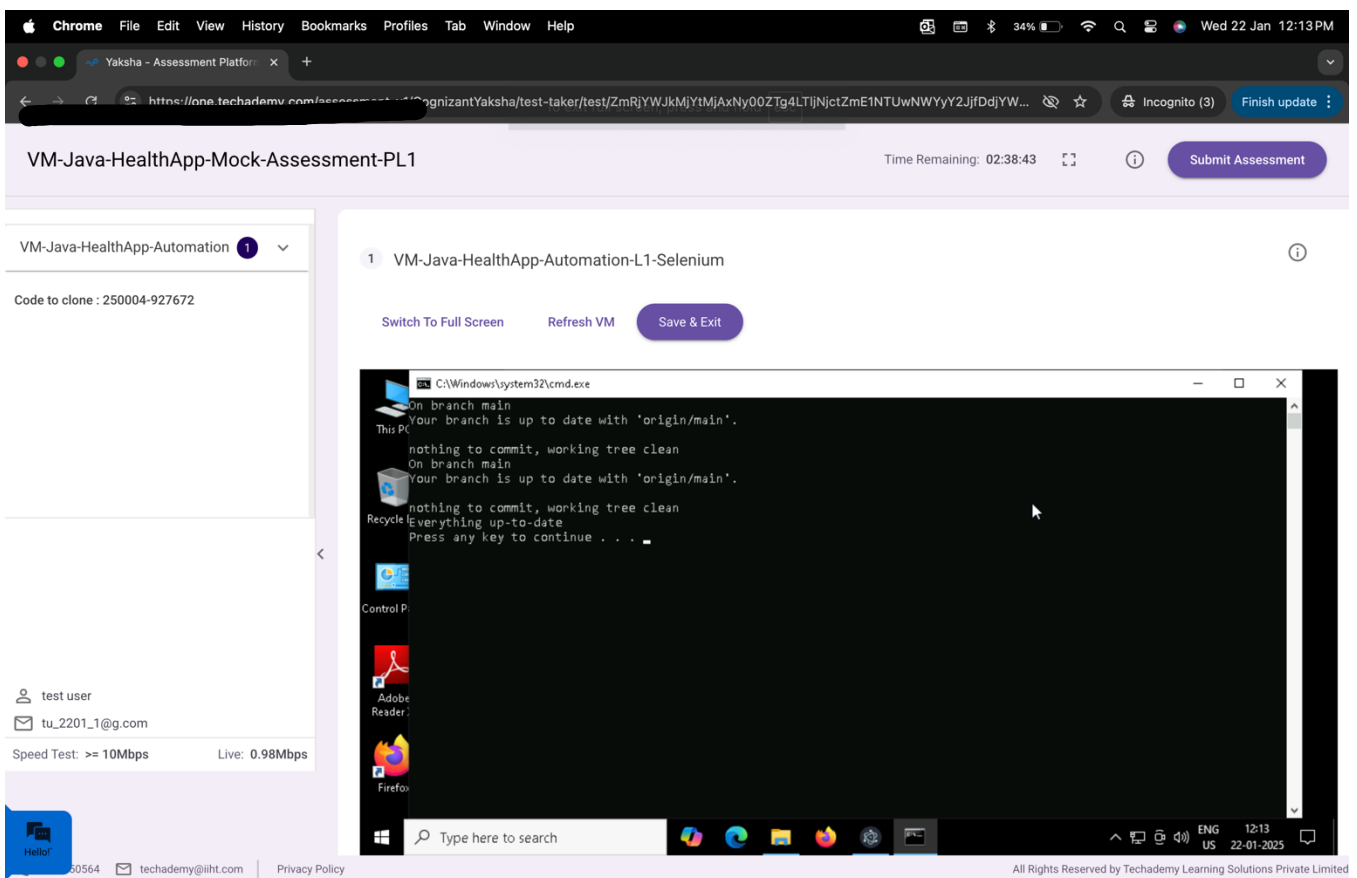 Chrome File Edit View History Bookmarks Profiles Tab Window Help 34% Wed 22 Jan 12:13 PM
Yaksha - Assessment Platform
https://one.techademy.com/ Incognito (3) Finish update
VM-Java-HealthApp-Mock-Assessment-PL1 Time Remaining: 02:38:43 Submit Assessment
VM-Java-HealthApp-Automation 1
Code to clone : 250004-927672
1 VM-Java-HealthApp-Automation-L1-Selenium
Switch To Full Screen Refresh VM Save & Exit
C:\Windows\system32\cmd.exe
On branch main
Your branch is up to date with 'origin/main'.
nothing to commit, working tree clean
On branch main
Your branch is up to date with 'origin/main'.
nothing to commit, working tree clean
Everything up-to-date
Press any key to continue . . .
This PC
Recycle
Control P
Adobe
Reader
Firefox
Type here to search
ENG
US
12:13
22-01-2025
test user
tu_2201_1@g.com
Speed Test: >= 10Mbps Live: 0.98Mbps
Hello!
50564 techademy@iiht.com Privacy Policy All Rights Reserved by Techademy Learning Solutions Private Limited